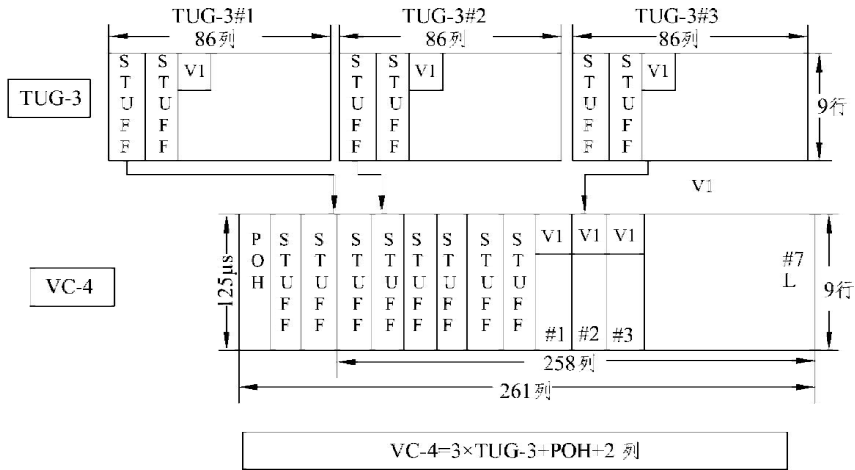 TUG-3#1 TUG-3#2 TUG-3#3
86列 86列 86列
TUG-3
STUFF STUFF V1 STUFF STUFF V1 STUFF STUFF V1
9行
V1
VC-4
125μs
POH STUFF STUFF STUFF STUFF STUFF STUFF STUFF STUFF V1 V1 V1
#7L
9行
#1 #2 #3
258列
261列
VC-4=3×TUG-3+POH+2 列